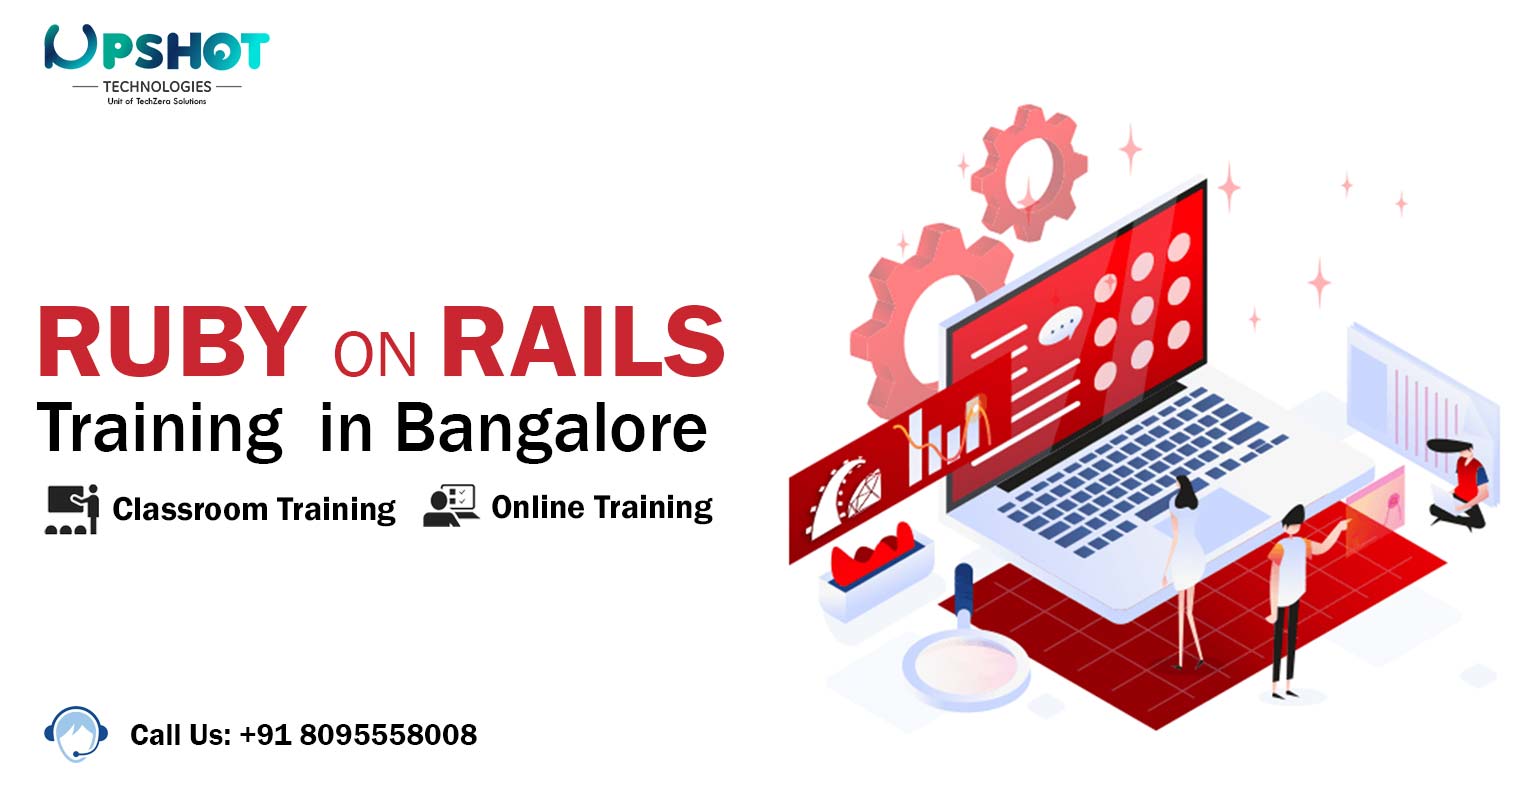 UPSHOT
TECHNOLOGIES
Unit of TechZera Solutions
RUBY ON RAILS
Training in Bangalore
Classroom Training
Online Training
Call Us: +91 8095558008